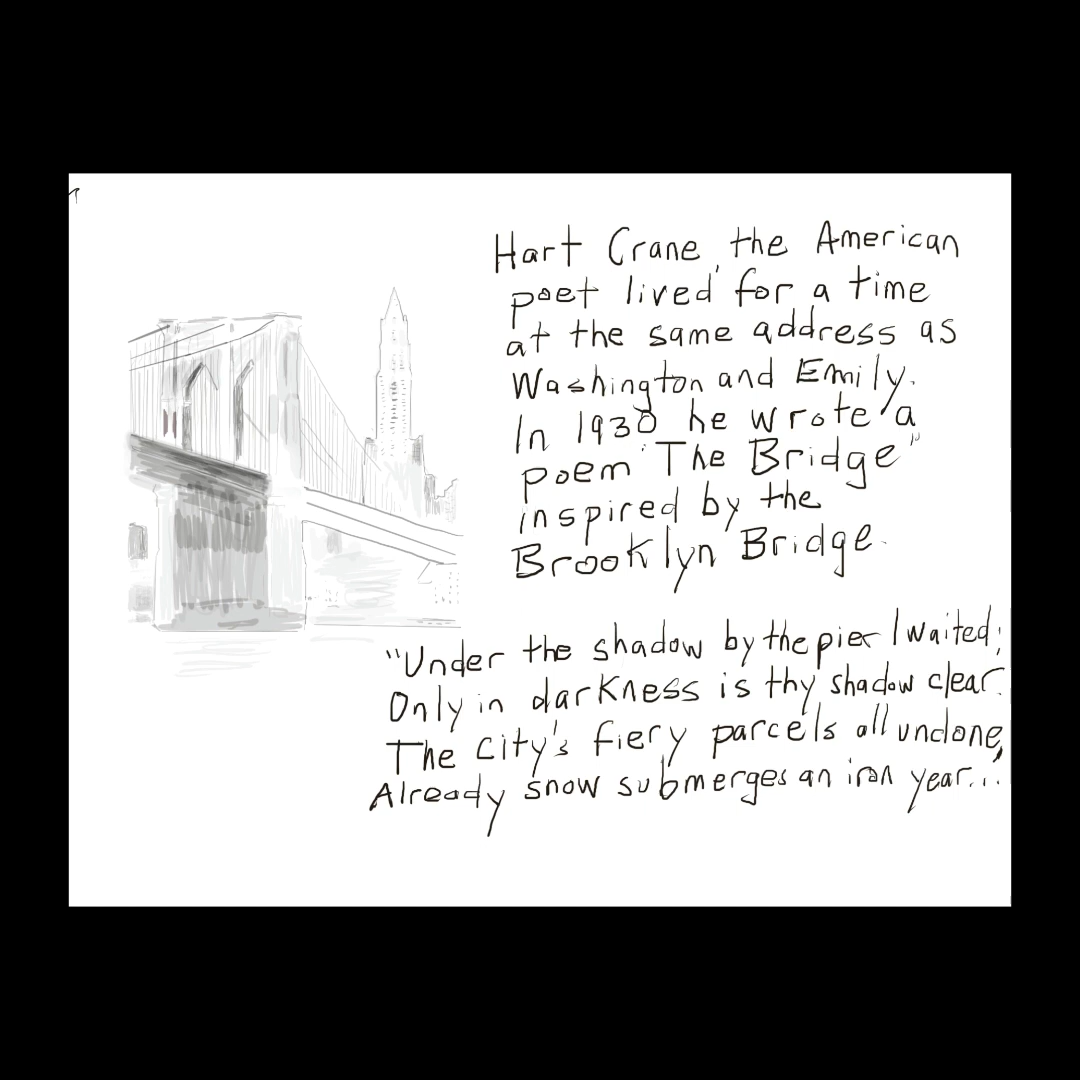 Hart Crane, the American
poet lived for a time
at the same address as
Washington and Emily.
In 1930 he wrote a
poem "The Bridge"
inspired by the
Brooklyn Bridge.
"Under the shadow by the pier I waited;
Only in darkness is thy shadow clear.
The City's fiery parcels all undone,
Already snow submerges an iron year...